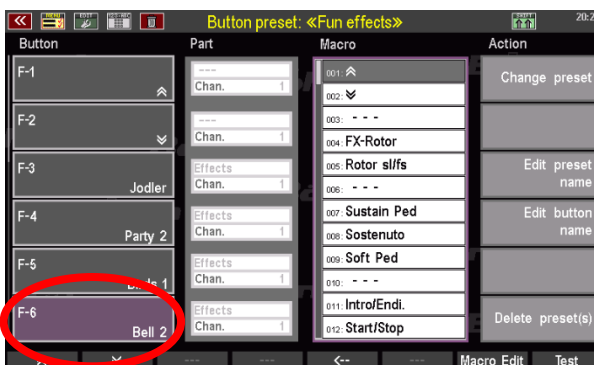 Button preset: «Fun effects»
20:2
Button Part Macro Action
F-1
---
Chan. 1
001:
Change preset
002:
F-2
---
Chan. 1
003: - - -
004: FX-Rotor
F-3
Jodler
Effects
Chan. 1
005: Rotor sl/fs
006: - - -
Edit preset
name
F-4
Party 2
Effects
Chan. 1
007: Sustain Ped
008: Sostenuto
Edit button
name
F-5
1
Effects
Chan. 1
009: Soft Ped
010: - - -
F-6
Bell 2
Effects
Chan. 1
011: Intro/Endi.
012: Start/Stop
Delete preset(s)
--- --- <-- --- Macro Edit Test